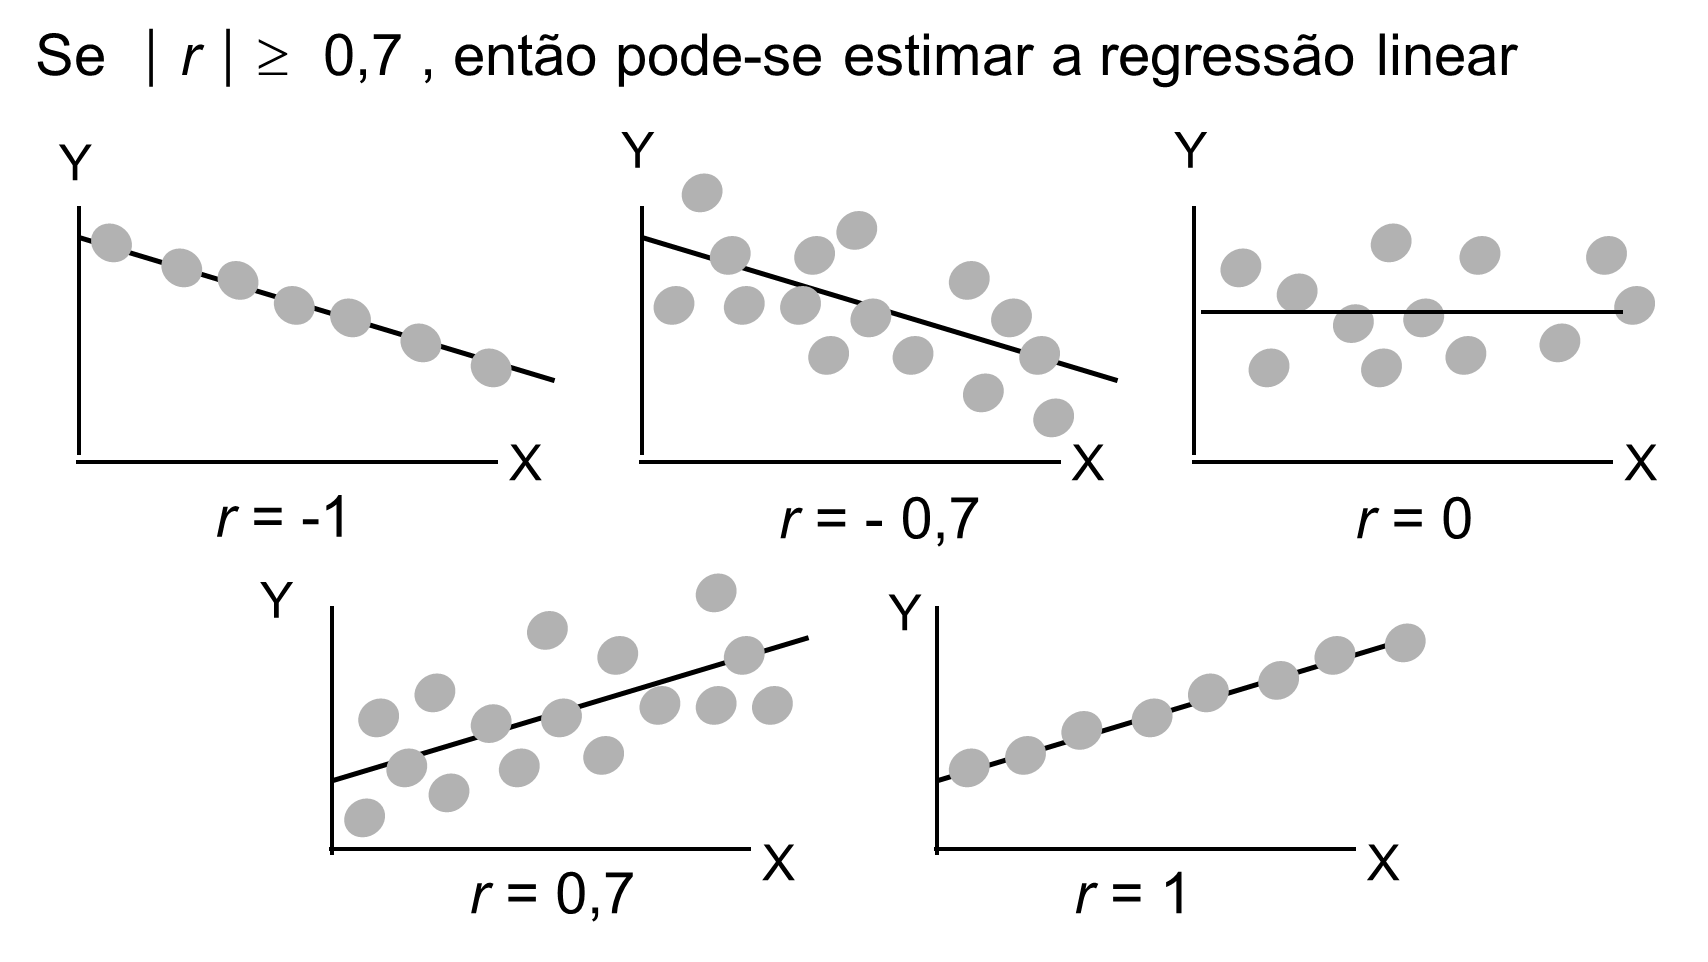 Se | r | ≥ 0,7 , então pode-se estimar a regressão linear
Y
Y
Y
X
X
X
r = -1
r = - 0,7
r = 0
Y
Y
X
X
r = 0,7
r = 1